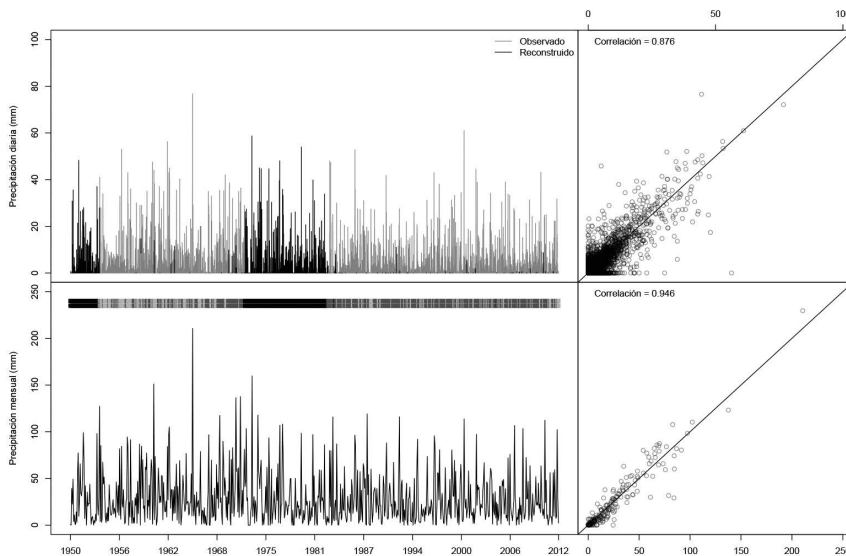 0 50 100
Observado
Reconstruido
Correlación = 0.876
Precipitación diaria (mm)
0 20 40 60 80 100
Correlación = 0.946
Precipitación mensual (mm)
0 50 100 150 200 250
1950 1956 1962 1968 1975 1981 1987 1994 2000 2006 2012
0 50 100 150 200